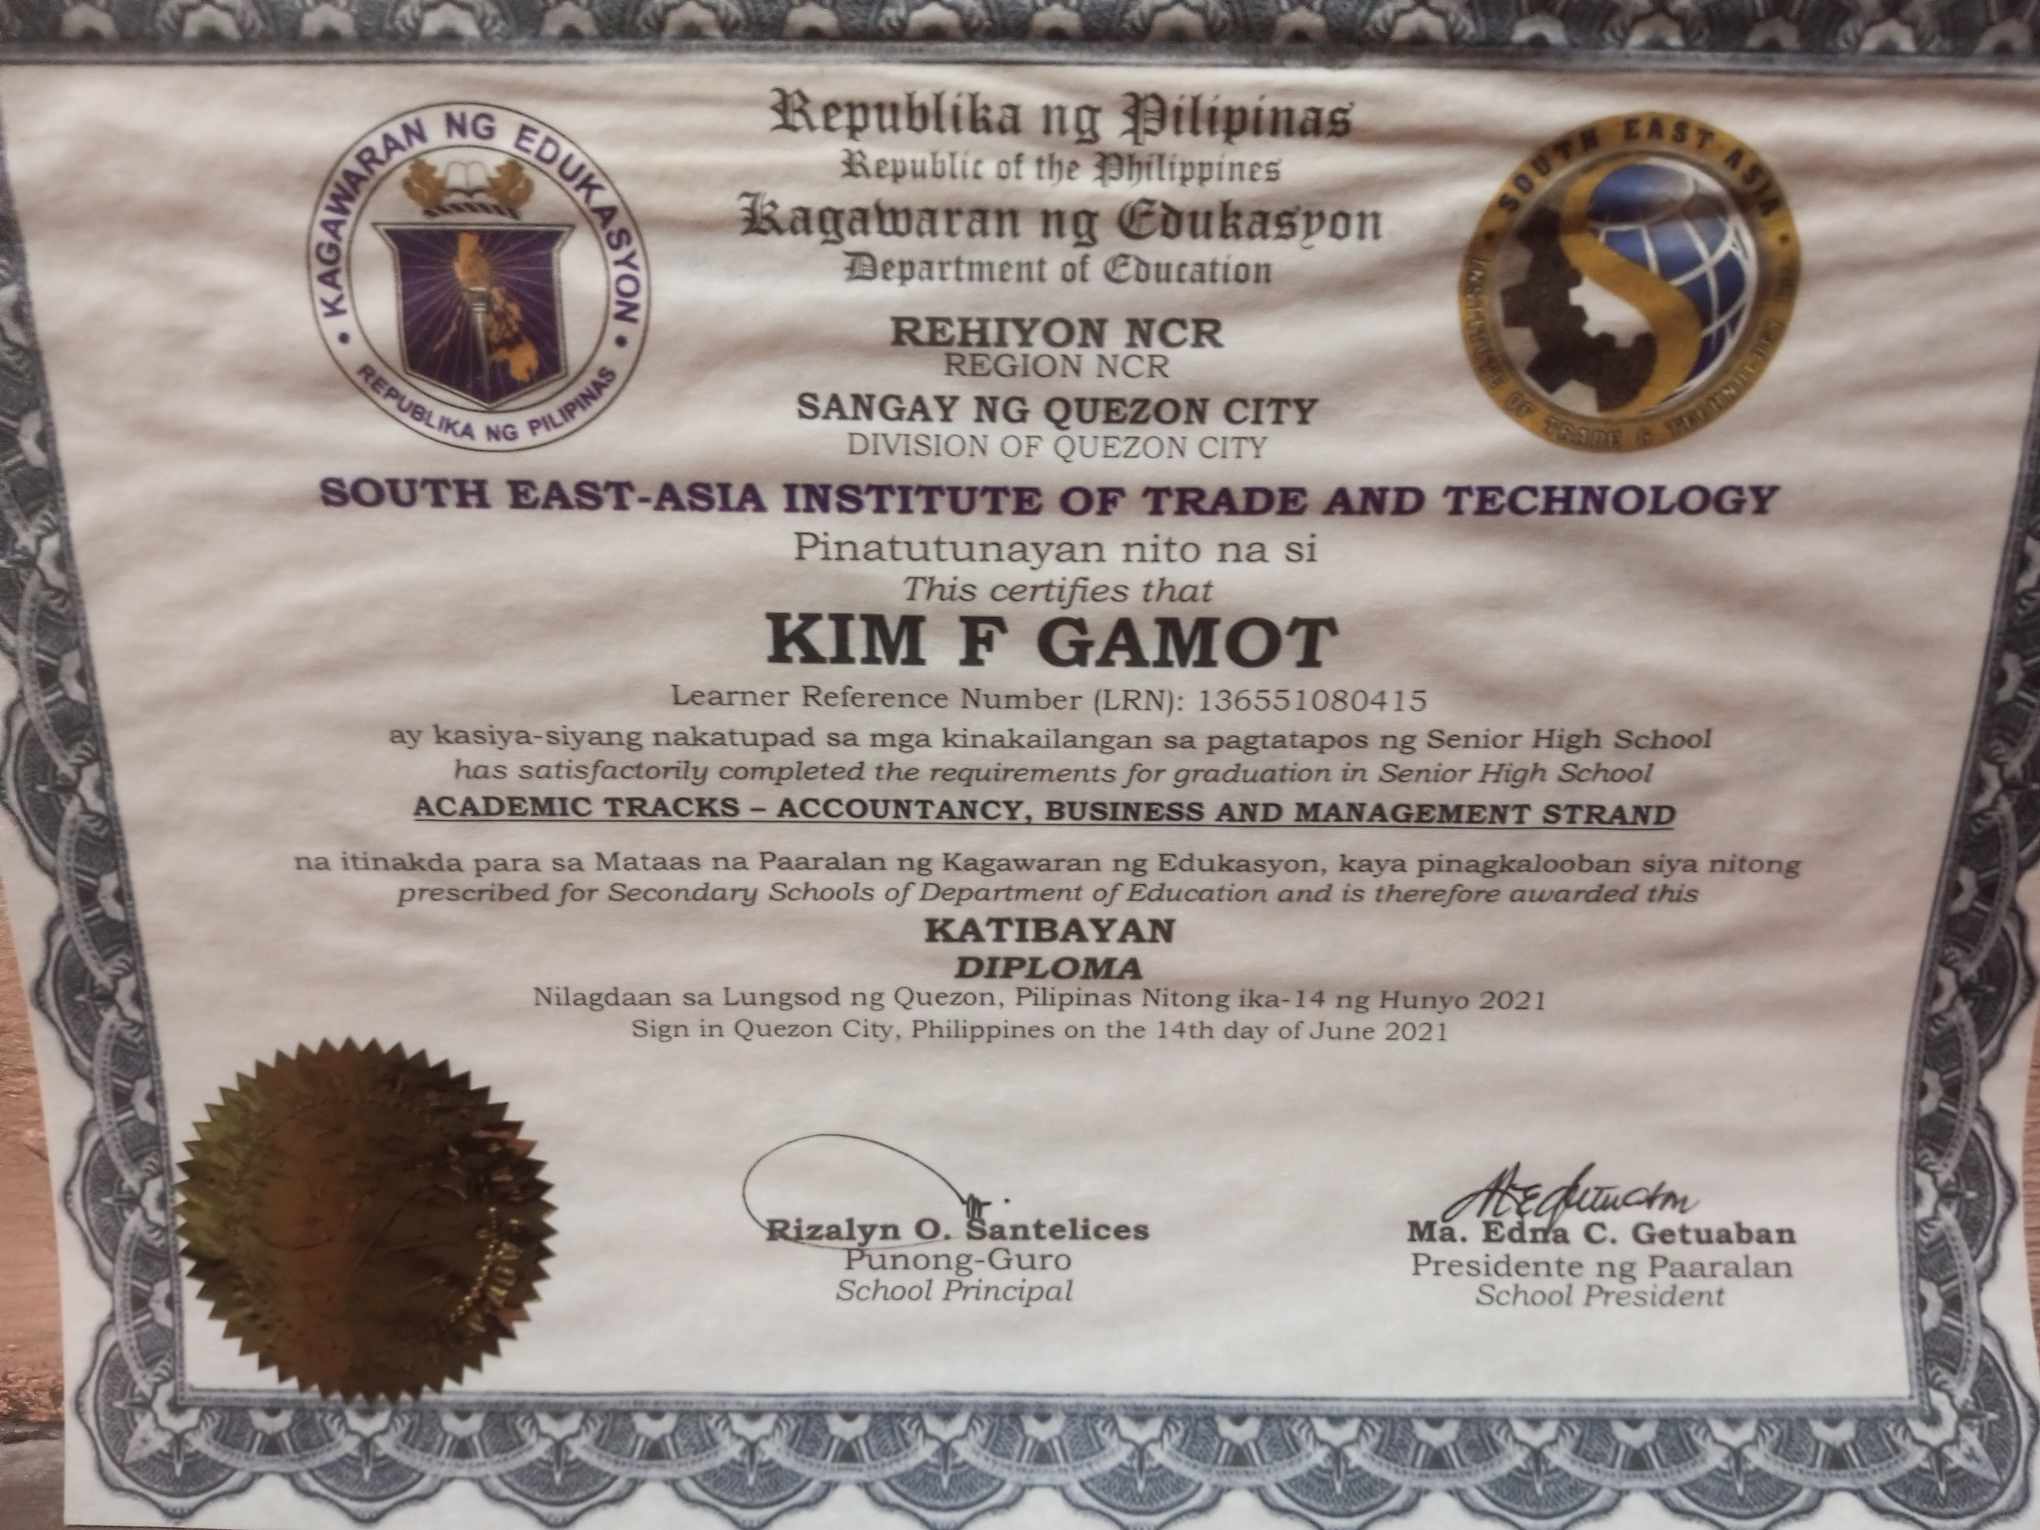 KAGAWARAN NG EDUKASYON
REPUBLIKA NG PILIPINAS
Republika ng Pilipinas
Republic of the Philippines
Kagawaran ng Edukasyon
Department of Education
REHIYON NCR
REGION NCR
SANGAY NG QUEZON CITY
DIVISION OF QUEZON CITY
SOUTH EAST-ASIA
INSTITUTE OF TRADE &
SOUTH EAST-ASIA INSTITUTE OF TRADE AND TECHNOLOGY
Pinatutunayan nito na si
This certifies that
KIM F GAMOT
Learner Reference Number (LRN): 136551080415
ay kasiya-siyang nakatupad sa mga kinakailangan sa pagtatapos ng Senior High School
has satisfactorily completed the requirements for graduation in Senior High School
ACADEMIC TRACKS – ACCOUNTANCY, BUSINESS AND MANAGEMENT STRAND
na itinakda para sa Mataas na Paaralan ng Kagawaran ng Edukasyon, kaya pinagkalooban siya nitong
prescribed for Secondary Schools of Department of Education and is therefore awarded this
KATIBAYAN
DIPLOMA
Nilagdaan sa Lungsod ng Quezon, Pilipinas Nitong ika-14 ng Hunyo 2021
Sign in Quezon City, Philippines on the 14th day of June 2021
Rizalyn O. Santelices
Punong-Guro
School Principal
Ma. Edna C. Getuaban
Presidente ng Paaralan
School President